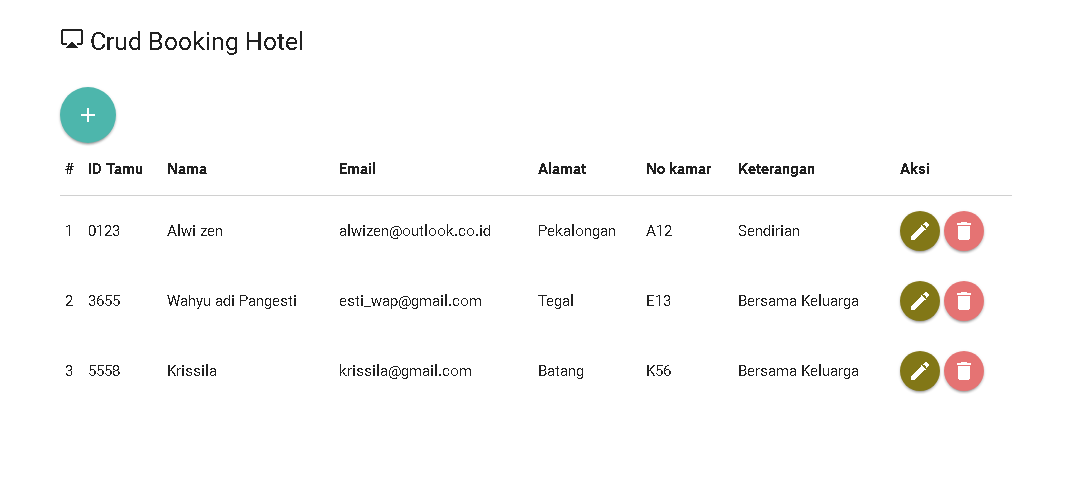 Crud Booking Hotel
+
# ID Tamu Nama Email Alamat No kamar Keterangan Aksi
1 0123 Alwi zen alwizen@outlook.co.id Pekalongan A12 Sendirian
2 3655 Wahyu adi Pangesti esti_wap@gmail.com Tegal E13 Bersama Keluarga
3 5558 Krissila krissila@gmail.com Batang K56 Bersama Keluarga